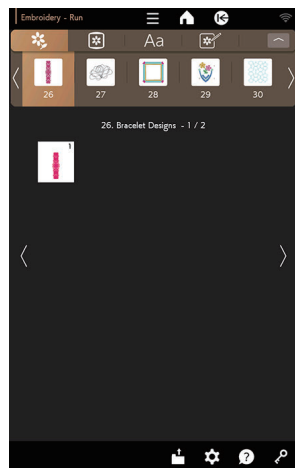 Embroidery - Run
Aa
26 27 28 29 30
26. Bracelet Designs - 1 / 2
1